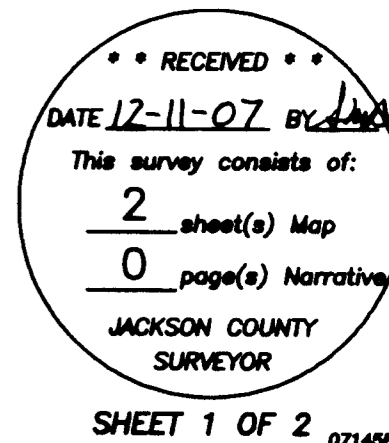 * * RECEIVED * *
DATE 12-11-07 BY
This survey consists of:
2 sheet(s) Map
0 page(s) Narrative
JACKSON COUNTY
SURVEYOR
SHEET 1 OF 2